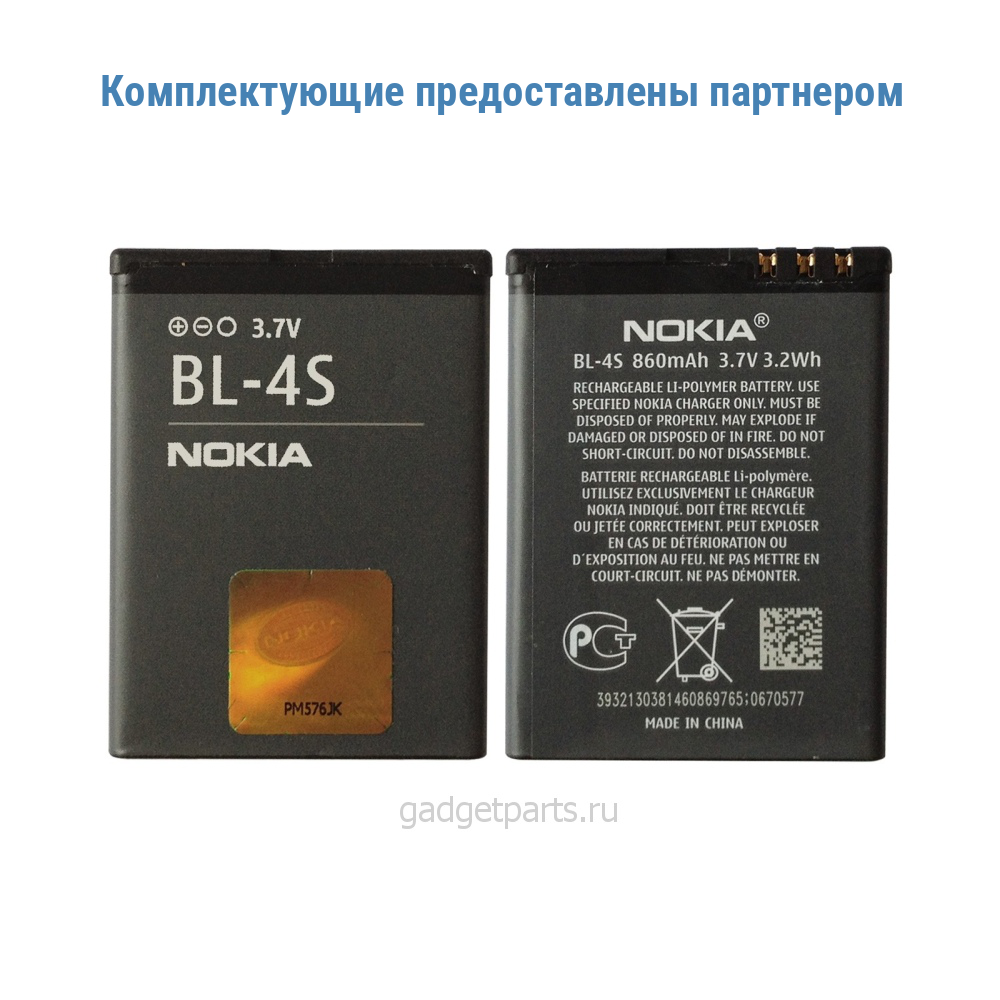 Комплектующие предоставлены партнером
3.7V
BL-4S
NOKIA
NOKIA
PM576JK
NOKIA®
BL-4S 860mAh 3.7V 3.2Wh
RECHARGEABLE LI-POLYMER BATTERY. USE
SPECIFIED NOKIA CHARGER ONLY. MUST BE
DISPOSED OF PROPERLY. MAY EXPLODE IF
DAMAGED OR DISPOSED OF IN FIRE. DO NOT
SHORT-CIRCUIT. DO NOT DISASSEMBLE.
BATTERIE RECHARGEABLE Li-polymère.
UTILISEZ EXCLUSIVEMENT LE CHARGEUR
NOKIA INDIQUÉ. DOIT ÊTRE RECYCLÉE
OU JETÉE CORRECTEMENT. PEUT EXPLOSER
EN CAS DE DÉTÉRIORATION OU
D´EXPOSITION AU FEU. NE PAS METTRE EN
COURT-CIRCUIT. NE PAS DÉMONTER.
РСТ
3932130381460869765;0670577
MADE IN CHINA
gadgetparts.ru